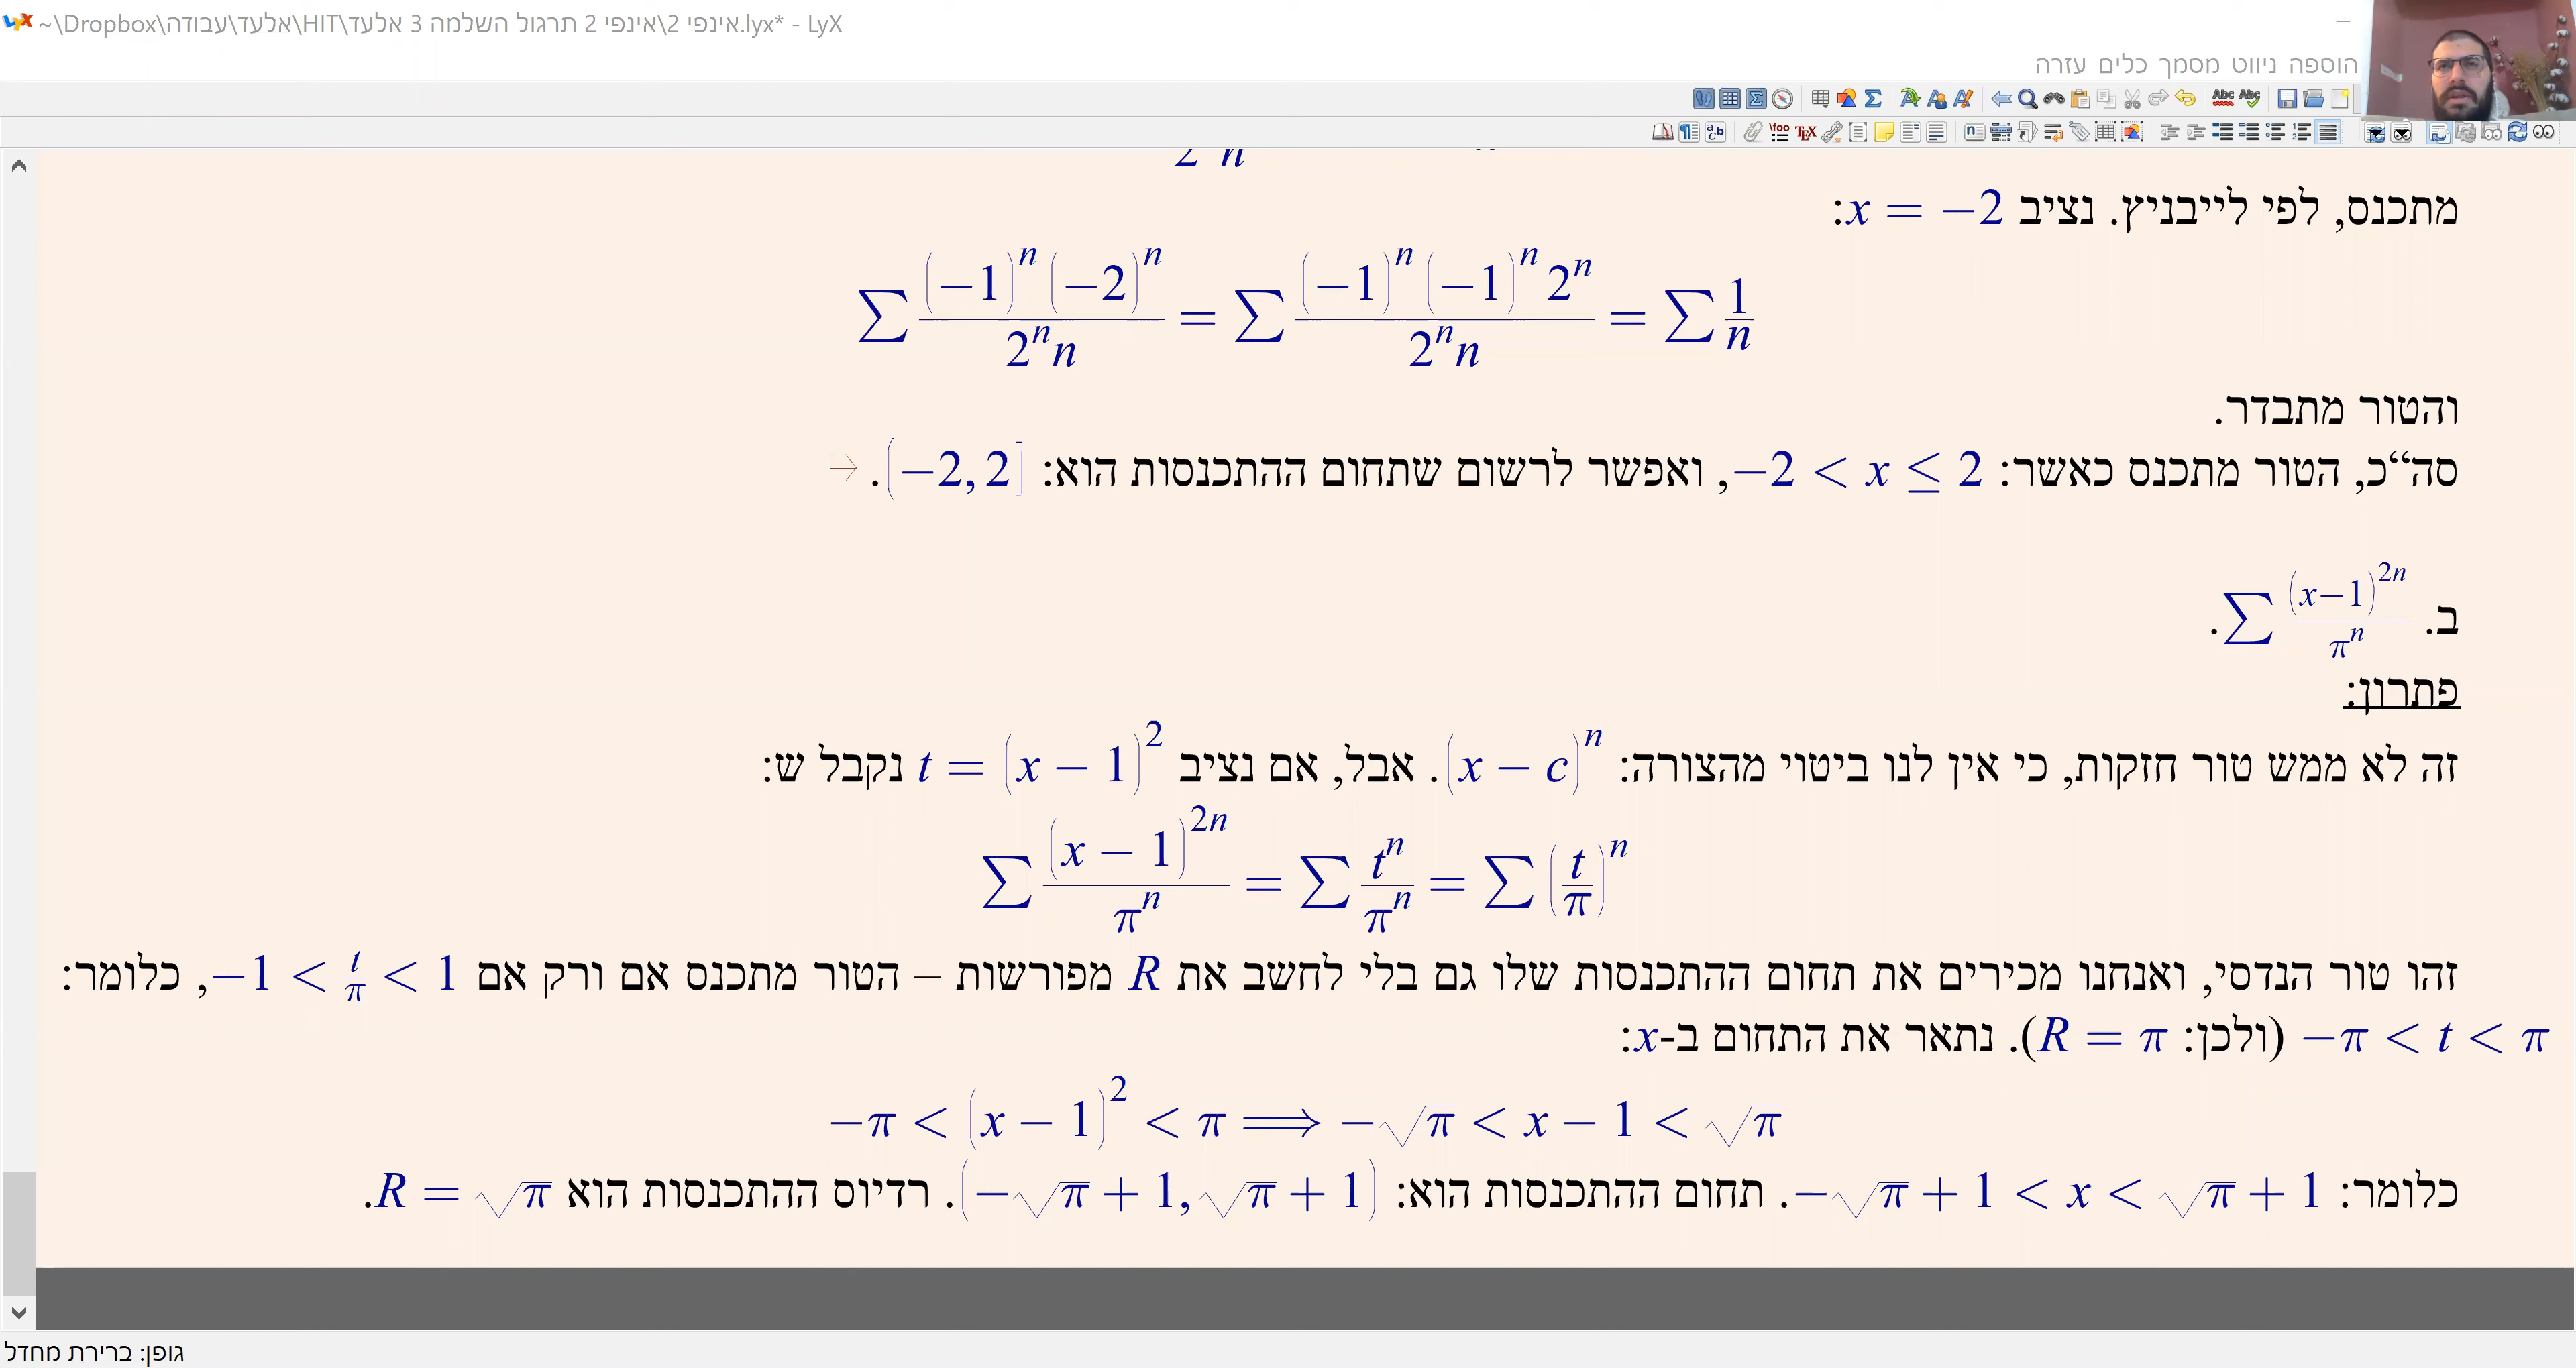 ~\Dropbox\אינפי 2\אינפי 2 תרגול השלמה 3 אלעד\HIT\אלעד\עבודה.lyx* - LyX
הוספה ניווט מסמך כלים עזרה
מתכנס, לפי לייבניץ. נציב x = −2:
∑ (−1)^n (−2)^n / 2^n n = ∑ (−1)^n (−1)^n 2^n / 2^n n = ∑ 1/n
והטור מתבדר.
סה“כ, הטור מתכנס כאשר: −2 < x ≤ 2, ואפשר לרשום שתחום ההתכנסות הוא: (−2, 2].
ב. ∑ (x−1)^{2n} / π^n.
פתרון:
זה לא ממש טור חזקות, כי אין לנו ביטוי מהצורה: (x − c)^n. אבל, אם נציב t = (x − 1)^2 נקבל ש:
∑ (x − 1)^{2n} / π^n = ∑ t^n / π^n = ∑ (t/π)^n
זהו טור הנדסי, ואנחנו מכירים את תחום ההתכנסות שלו גם בלי לחשב את R מפורשות – הטור מתכנס אם ורק אם −1 < t/π < 1, כלומר:
−π < t < π (ולכן: R = π). נתאר את התחום ב-x:
−π < (x − 1)^2 < π ⟹ −√π < x − 1 < √π
כלומר: −√π + 1 < x < √π + 1. תחום ההתכנסות הוא: (−√π + 1, √π + 1). רדיוס ההתכנסות הוא R = √π.
גופן: ברירת מחדל